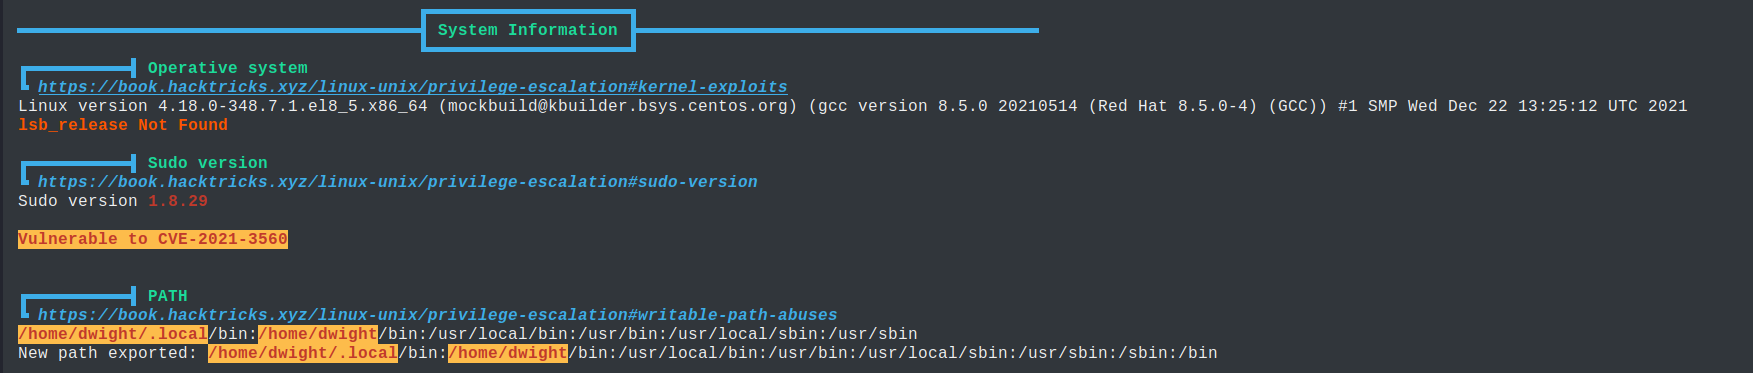 System Information
Operative system
https://book.hacktricks.xyz/linux-unix/privilege-escalation#kernel-exploits
Linux version 4.18.0-348.7.1.el8_5.x86_64 (mockbuild@kbuilder.bsys.centos.org) (gcc version 8.5.0 20210514 (Red Hat 8.5.0-4) (GCC)) #1 SMP Wed Dec 22 13:25:12 UTC 2021
lsb_release Not Found
Sudo version
https://book.hacktricks.xyz/linux-unix/privilege-escalation#sudo-version
Sudo version 1.8.29
Vulnerable to CVE-2021-3560
PATH
https://book.hacktricks.xyz/linux-unix/privilege-escalation#writable-path-abuses
/home/dwight/.local/bin:/home/dwight/bin:/usr/local/bin:/usr/bin:/usr/local/sbin:/usr/sbin
New path exported: /home/dwight/.local/bin:/home/dwight/bin:/usr/local/bin:/usr/bin:/usr/local/sbin:/usr/sbin:/sbin:/bin